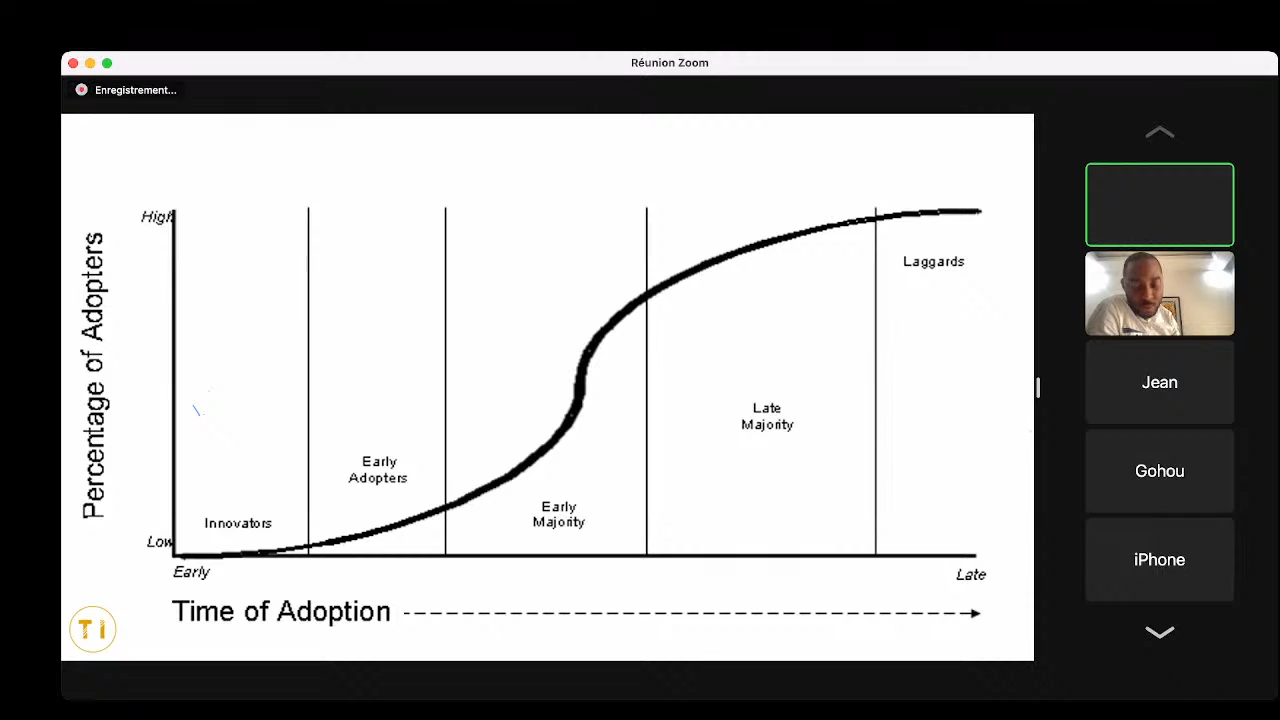 Réunion Zoom
Enregistrement...
High
Percentage of Adopters
Laggards
Late
Majority
Early
Adopters
Early
Majority
Innovators
Low
Early
Late
Time of Adoption
TI
Jean
Gohou
iPhone